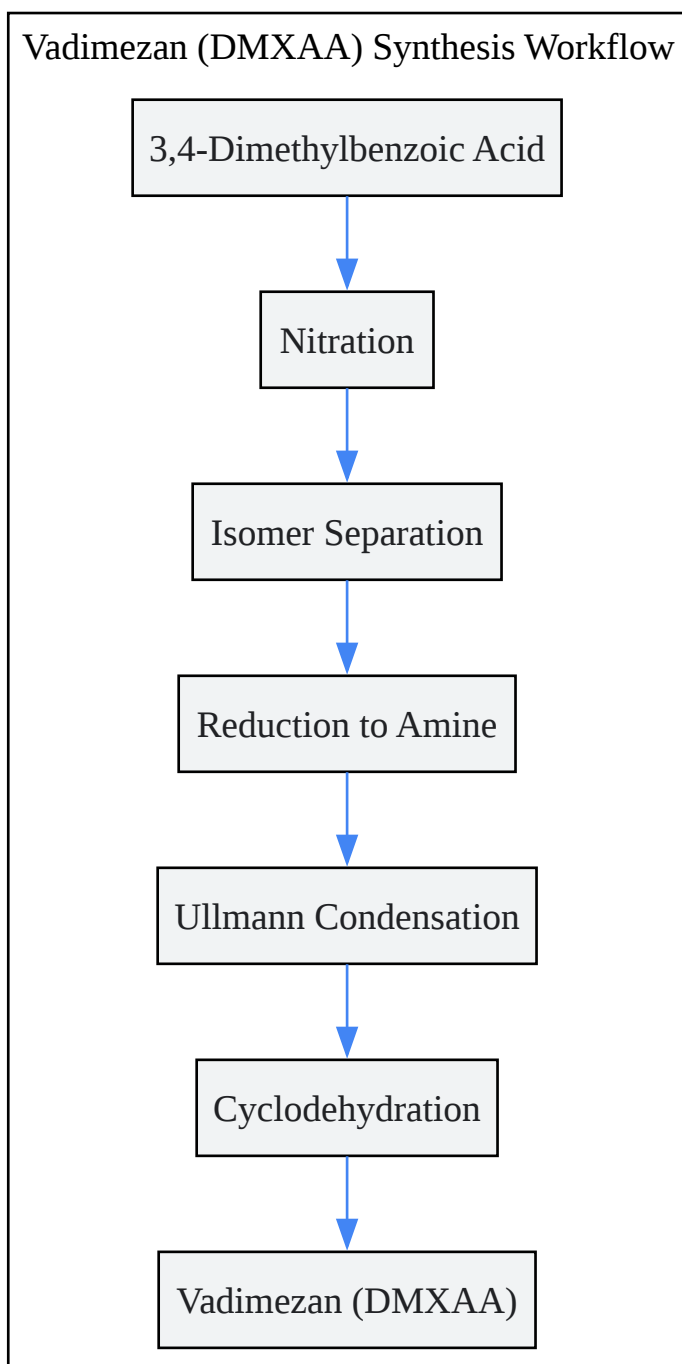 Vadimezan (DMXAA) Synthesis Workflow
3,4-Dimethylbenzoic Acid
Nitration
Isomer Separation
Reduction to Amine
Ullmann Condensation
Cyclodehydration
Vadimezan (DMXAA)